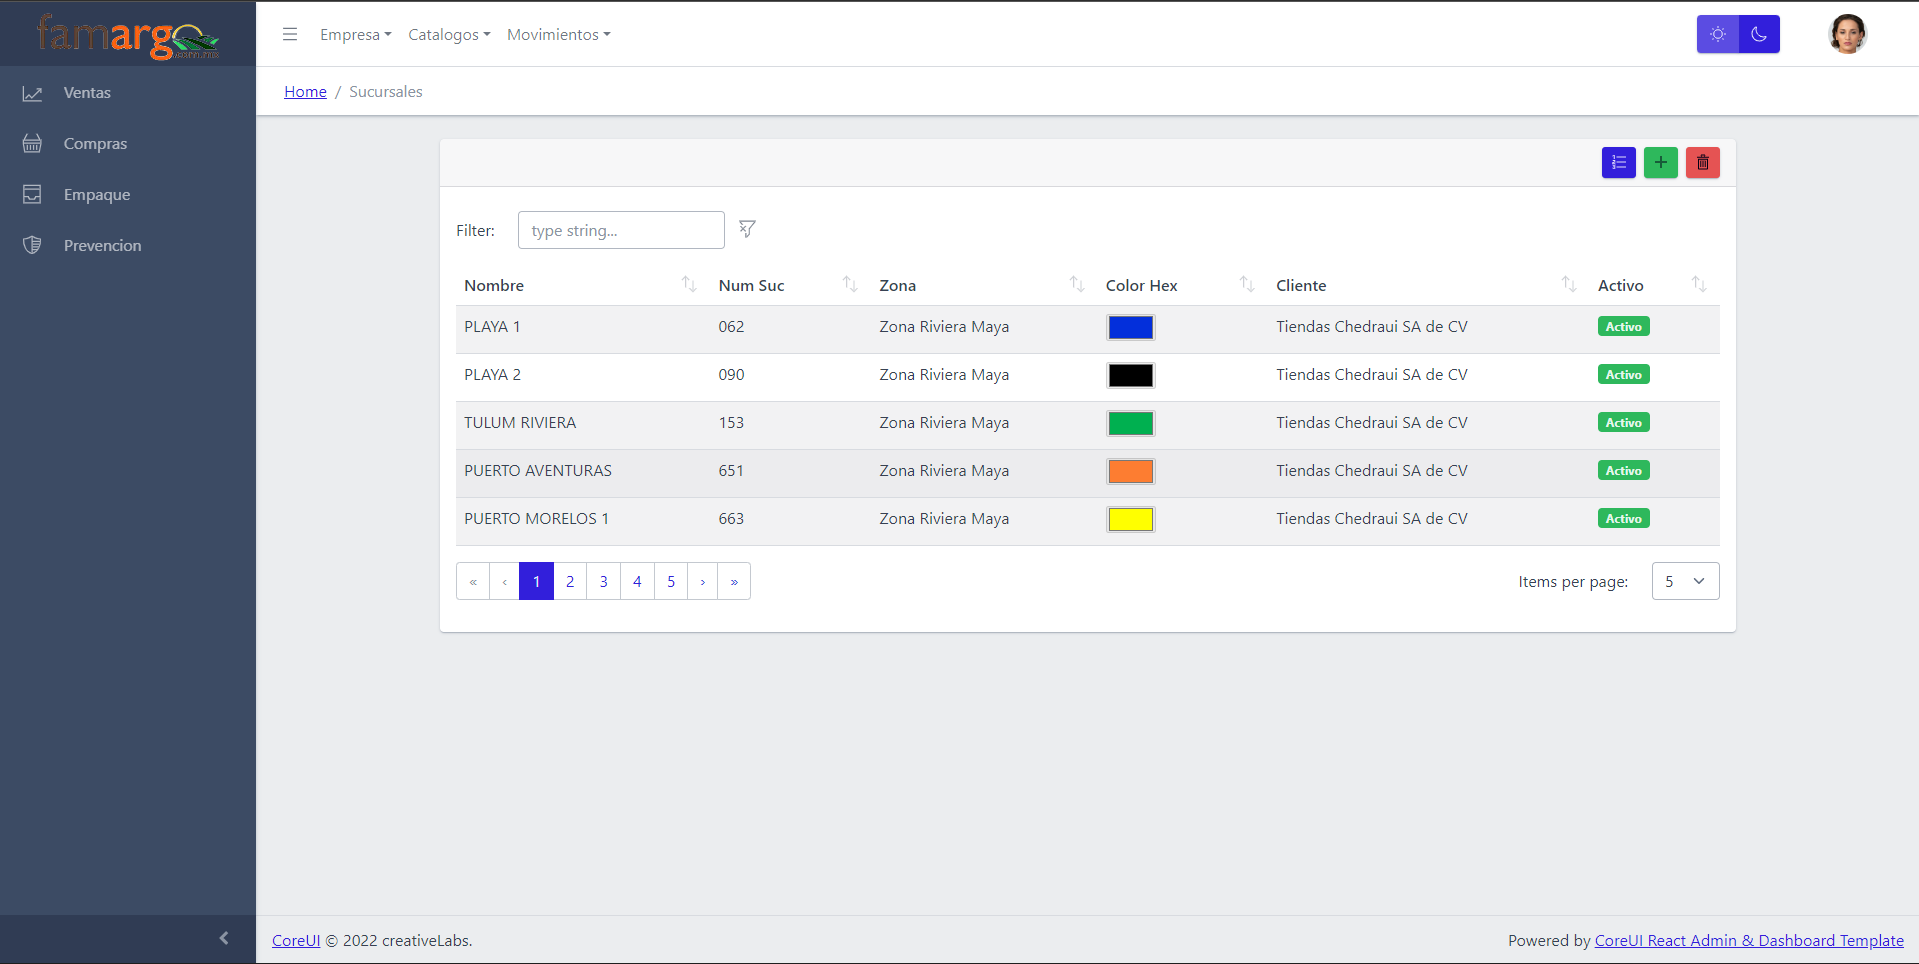 famargo
.com.mx
Empresa Catalogos Movimientos
Ventas
Compras
Empaque
Prevencion
Home / Sucursales
Filter: type string...
Nombre Num Suc Zona Color Hex Cliente Activo
PLAYA 1 062 Zona Riviera Maya Tiendas Chedraui SA de CV Activo
PLAYA 2 090 Zona Riviera Maya Tiendas Chedraui SA de CV Activo
TULUM RIVIERA 153 Zona Riviera Maya Tiendas Chedraui SA de CV Activo
PUERTO AVENTURAS 651 Zona Riviera Maya Tiendas Chedraui SA de CV Activo
PUERTO MORELOS 1 663 Zona Riviera Maya Tiendas Chedraui SA de CV Activo
« ‹ 1 2 3 4 5 › » Items per page: 5
CoreUI © 2022 creativeLabs. Powered by CoreUI React Admin & Dashboard Template